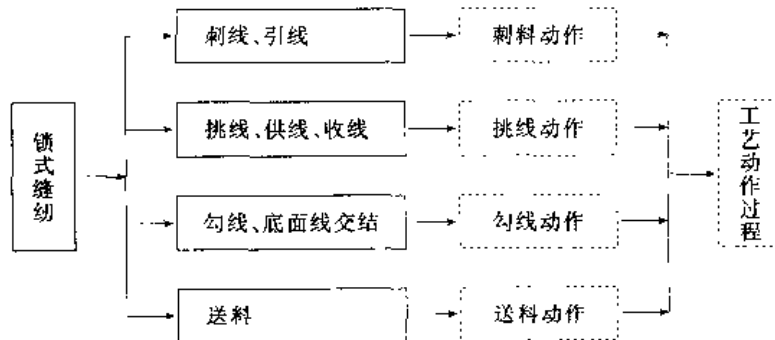 锁式缝纫
刺线、引线
刺料动作
挑线、供线、收线
挑线动作
勾线、底面线交结
勾线动作
送料
送料动作
工艺动作过程